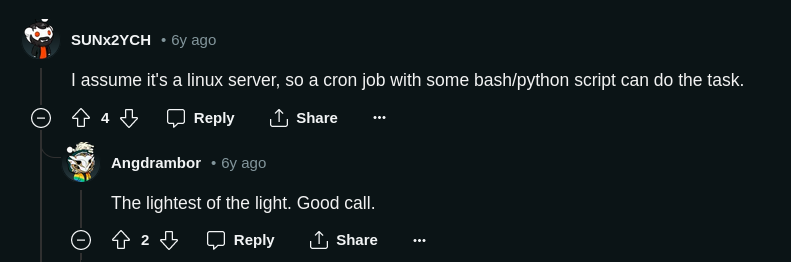 SUNx2YCH • 6y ago
I assume it's a linux server, so a cron job with some bash/python script can do the task.
4 Reply Share ...
Angdrambor • 6y ago
The lightest of the light. Good call.
2 Reply Share ...